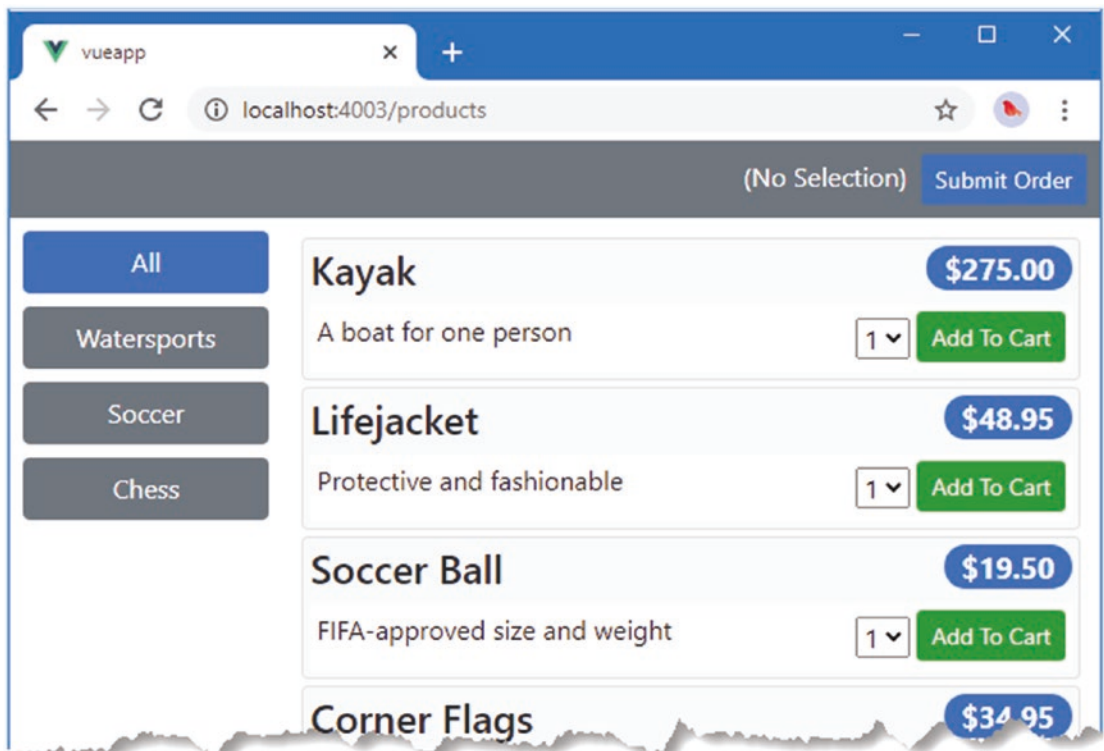 vueapp
localhost:4003/products
(No Selection) Submit Order
All
Watersports
Soccer
Chess
Kayak $275.00
A boat for one person 1 Add To Cart
Lifejacket $48.95
Protective and fashionable 1 Add To Cart
Soccer Ball $19.50
FIFA-approved size and weight 1 Add To Cart
Corner Flags $34.95